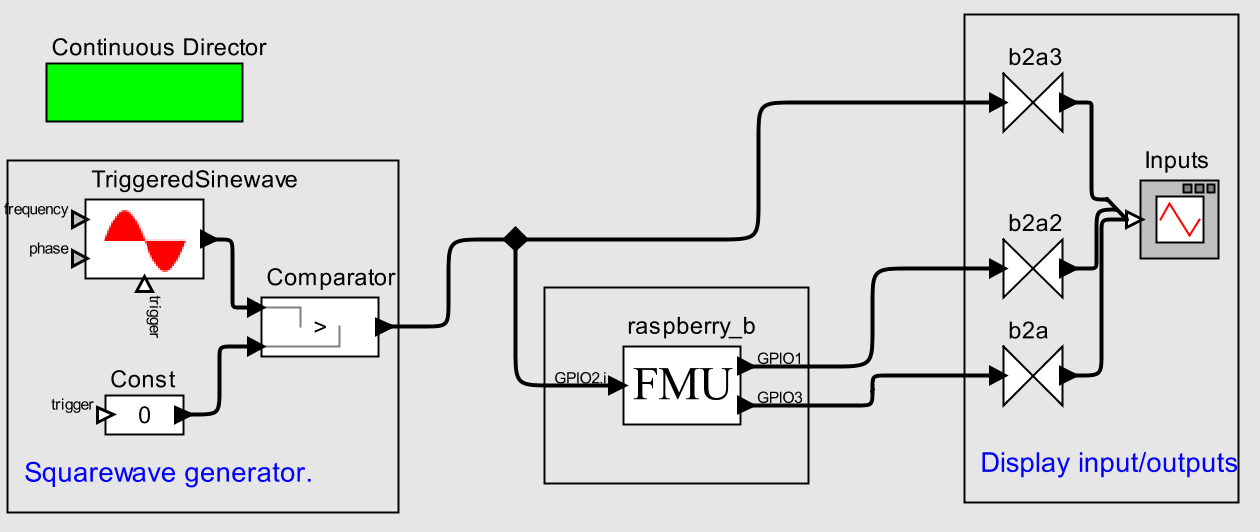 Continuous Director
TriggeredSinewave
frequency
phase
trigger
Comparator
>
Const
trigger
0
Squarewave generator.
raspberry_b
GPIO2.i
FMU
GPIO1
GPIO3
b2a3
b2a2
b2a
Inputs
Display input/outputs